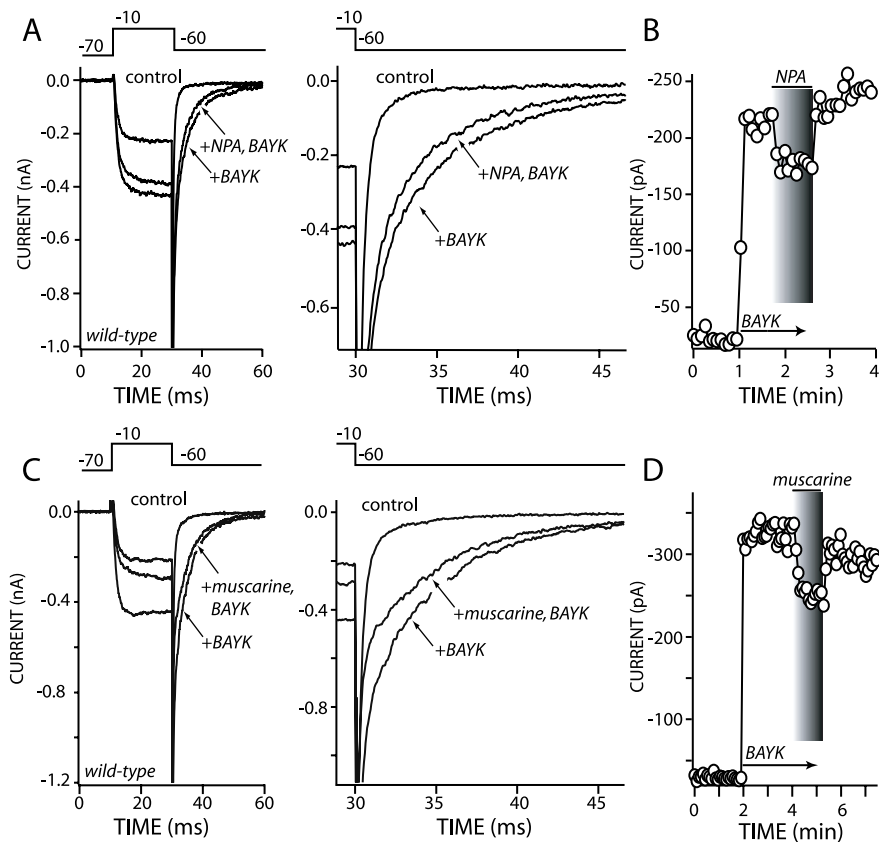 A
-10
-70
-60
control
0.0
-0.2
-0.4
-0.6
-0.8
-1.0
CURRENT (nA)
+NPA, BAYK
+BAYK
wild-type
0
20
40
60
TIME (ms)
-10
-60
control
0.0
-0.2
-0.4
-0.6
+NPA, BAYK
+BAYK
30
35
40
45
TIME (ms)
B
NPA
-250
-200
-150
-100
-50
CURRENT (pA)
BAYK
0
1
2
3
4
TIME (min)
C
-10
-70
-60
control
0.0
-0.4
-0.8
-1.2
CURRENT (nA)
+muscarine,
BAYK
+BAYK
wild-type
0
20
40
60
TIME (ms)
-10
-60
control
0.0
-0.2
-0.4
-0.6
-0.8
+muscarine, BAYK
+BAYK
30
35
40
45
TIME (ms)
D
muscarine
-300
-200
-100
CURRENT (pA)
BAYK
0
2
4
6
TIME (min)